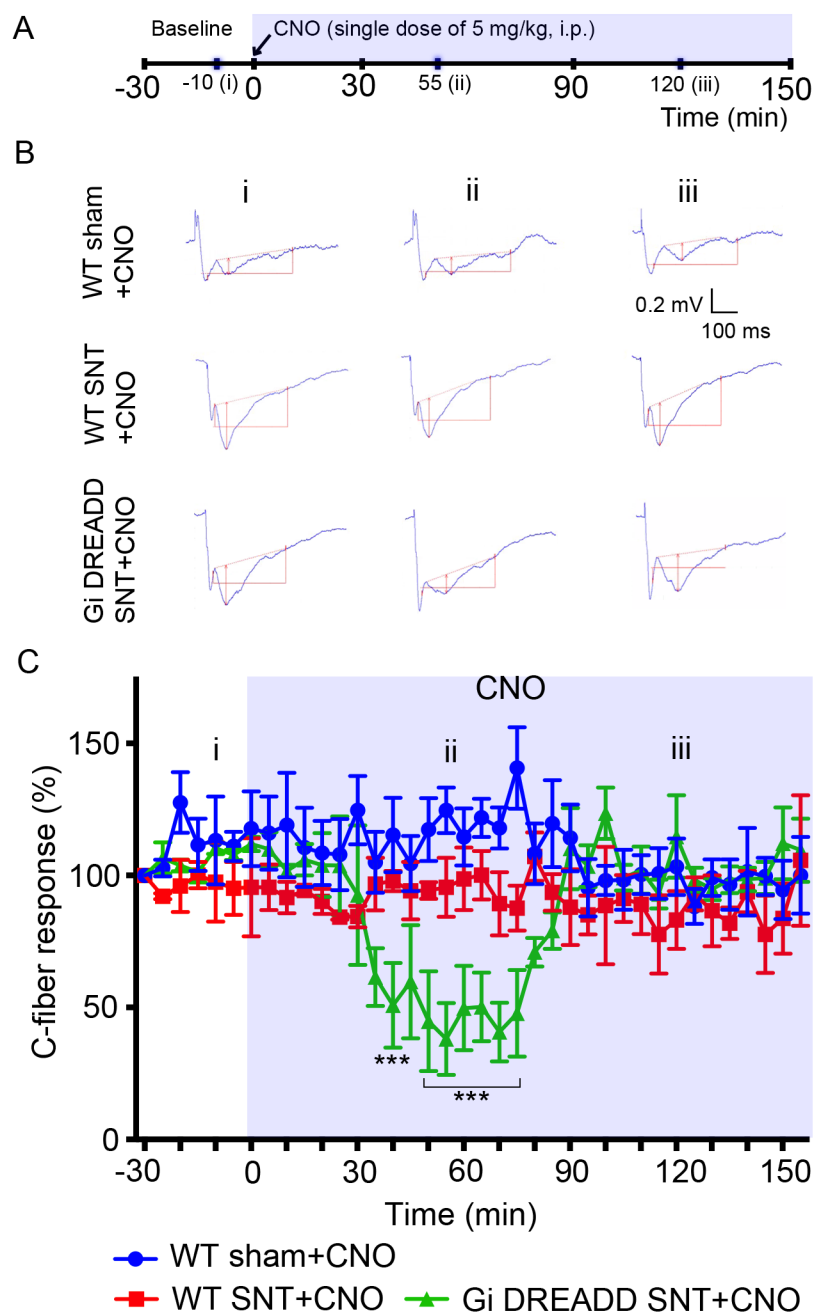 A
Baseline
CNO (single dose of 5 mg/kg, i.p.)
-30 -10 (i) 0 30 55 (ii) 90 120 (iii) 150
Time (min)
B
i ii iii
WT sham
+CNO
0.2 mV
100 ms
WT SNT
+CNO
Gi DREADD
SNT+CNO
C
CNO
i ii iii
C-fiber response (%)
150
100
50
0
***
***
-30 0 30 60 90 120 150
Time (min)
WT sham+CNO
WT SNT+CNO Gi DREADD SNT+CNO